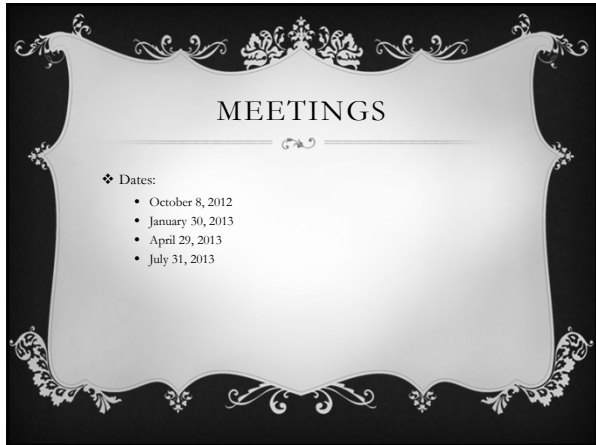 MEETINGS
❖ Dates:
• October 8, 2012
• January 30, 2013
• April 29, 2013
• July 31, 2013